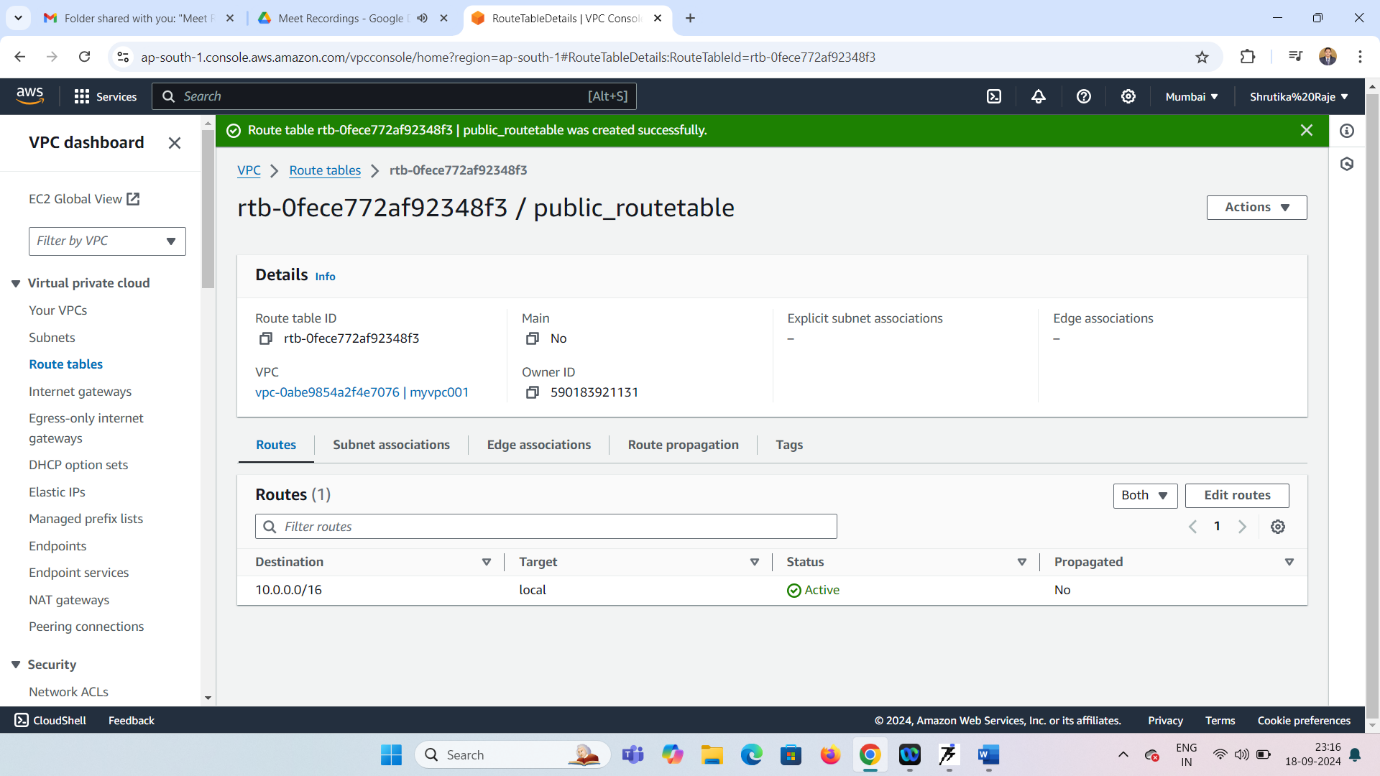 Folder shared with you: "Meet R
Meet Recordings - Google D
RouteTableDetails | VPC Consol
ap-south-1.console.aws.amazon.com/vpcconsole/home?region=ap-south-1#RouteTableDetails:RouteTableId=rtb-0fece772af92348f3
aws
Services
Search
[Alt+S]
Mumbai
Shrutika%20Raje
VPC dashboard
EC2 Global View
Filter by VPC
Virtual private cloud
Your VPCs
Subnets
Route tables
Internet gateways
Egress-only internet
gateways
DHCP option sets
Elastic IPs
Managed prefix lists
Endpoints
Endpoint services
NAT gateways
Peering connections
Security
Network ACLs
Route table rtb-0fece772af92348f3 | public_routetable was created successfully.
VPC
Route tables
rtb-0fece772af92348f3
rtb-0fece772af92348f3 / public_routetable
Actions
Details Info
Route table ID
rtb-0fece772af92348f3
Main
No
Explicit subnet associations
–
Edge associations
–
VPC
vpc-0abe9854a2f4e7076 | myvpc001
Owner ID
590183921131
Routes
Subnet associations
Edge associations
Route propagation
Tags
Routes (1)
Both
Edit routes
Filter routes
1
Destination
Target
Status
Propagated
10.0.0.0/16
local
Active
No
CloudShell
Feedback
© 2024, Amazon Web Services, Inc. or its affiliates.
Privacy
Terms
Cookie preferences
Search
ENG
IN
23:16
18-09-2024